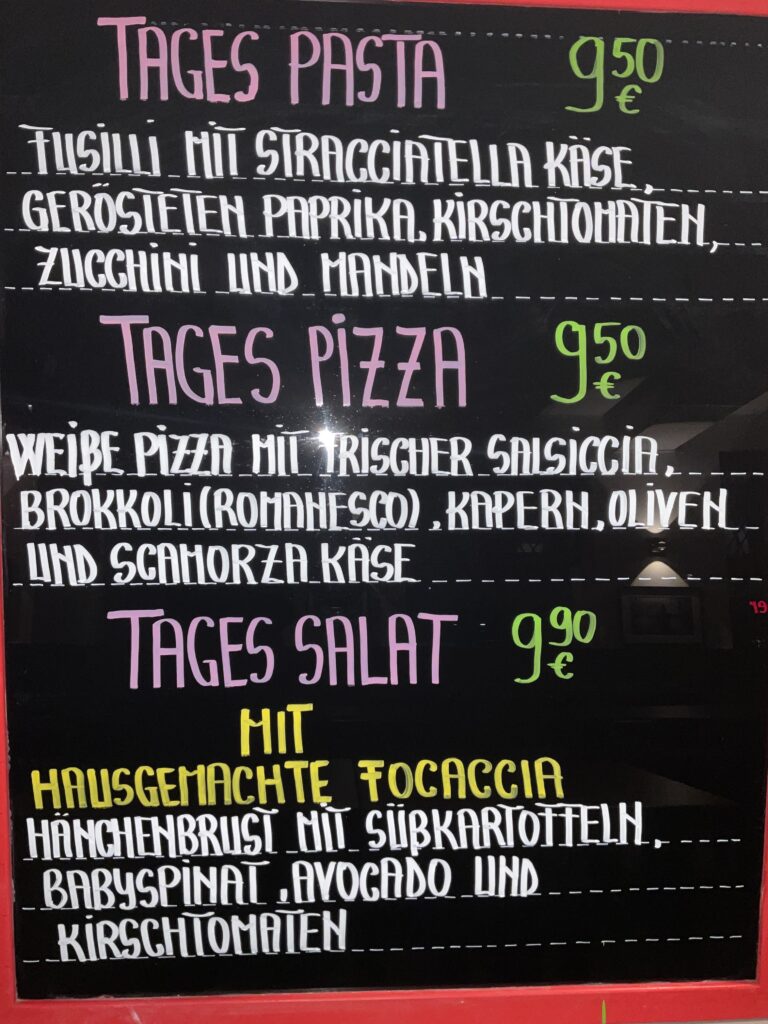 TAGES PASTA 9,50 €
FUSILLI MIT STRACCIATELLA KÄSE,
GERÖSTETEN PAPRIKA, KIRSCHTOMATEN,
ZUCCHINI UND MANDELN
TAGES PIZZA 9,50 €
WEIßE PIZZA MIT FRISCHER SALSICCIA,
BROKKOLI (ROMANESCO), KAPERN, OLIVEN
UND SCAMORZA KÄSE
TAGES SALAT 9,90 €
MIT
HAUSGEMACHTE FOCACCIA
HÄNCHENBRUST MIT SÜßKARTOFFELN,
BABYSPINAT, AVOCADO UND
KIRSCHTOMATEN